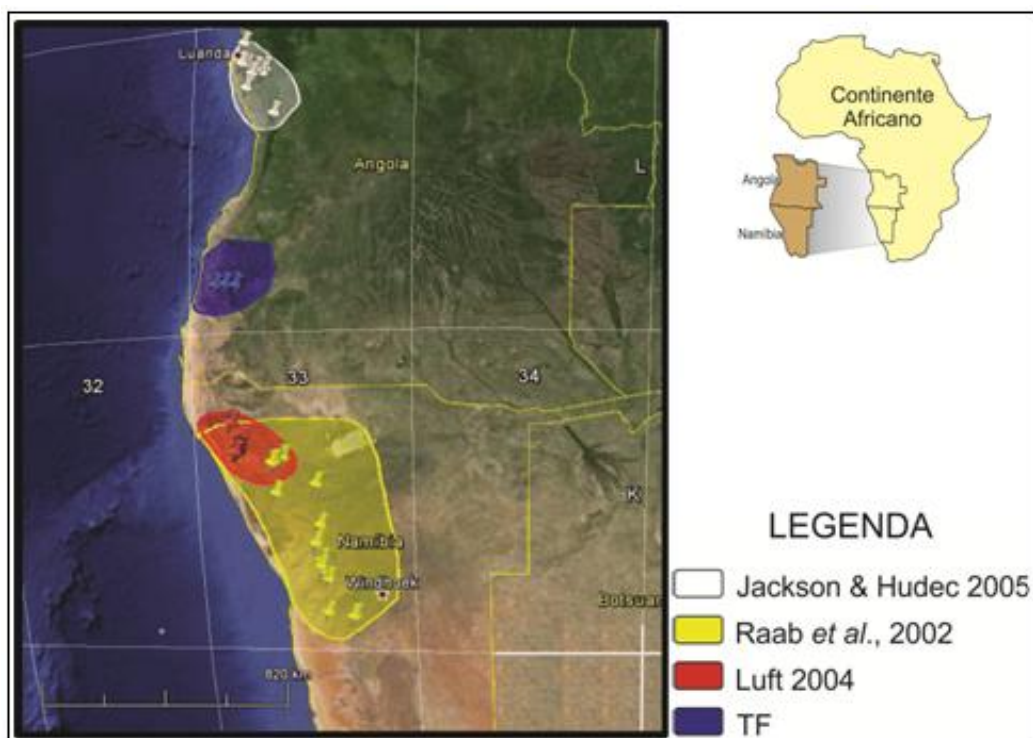 Luanda
Angola
L
32
33
34
K
Namibia
Windhoek
Botsuan
820 km
Continente
Africano
Angola
Namibia
LEGENDA
Jackson & Hudec 2005
Raab et al., 2002
Luft 2004
TF